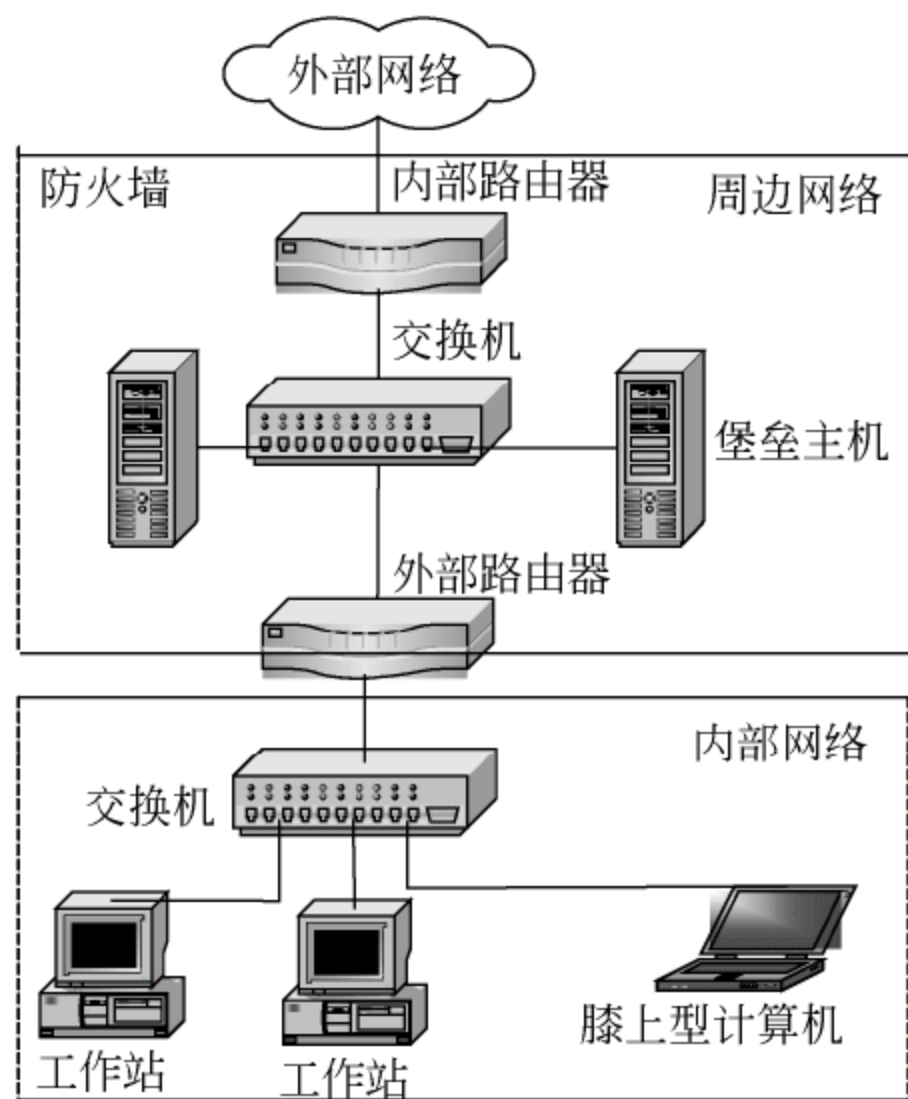 外部网络
防火墙
内部路由器
周边网络
交换机
堡垒主机
外部路由器
内部网络
交换机
膝上型计算机
工作站
工作站